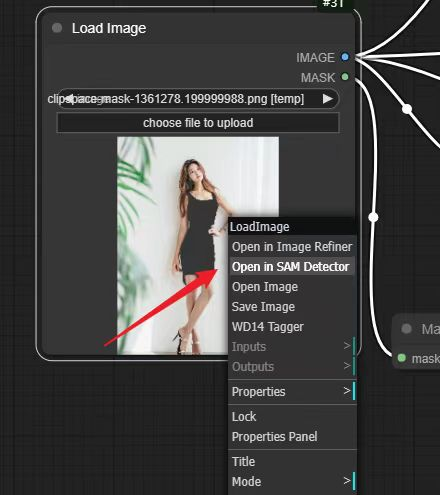 #31
Load Image
IMAGE
MASK
clipspace-mask-1361278.199999988.png [temp]
choose file to upload
LoadImage
Open in Image Refiner
Open in SAM Detector
Open Image
Save Image
WD14 Tagger
Inputs >
Outputs >
Properties >
Lock
Properties Panel
Title
Mode >
Ma
mask